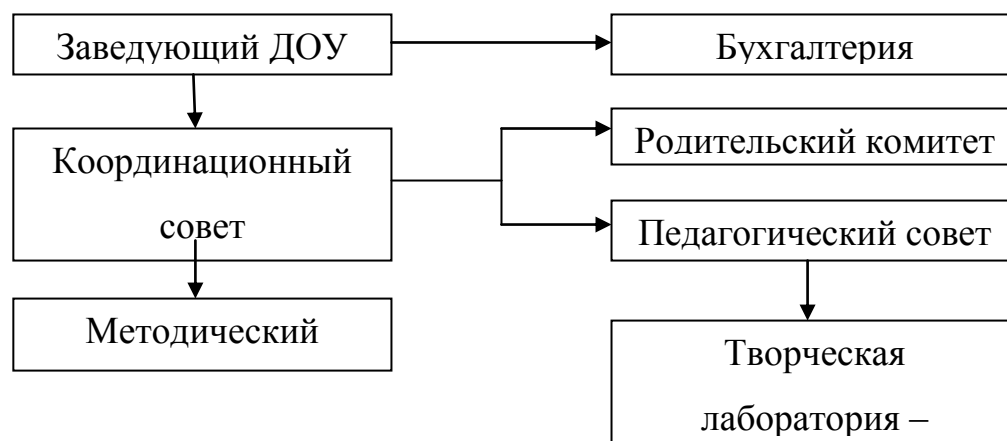 Заведующий ДОУ
Бухгалтерия
Координационный
совет
Родительский комитет
Педагогический совет
Методический
Творческая
лаборатория –